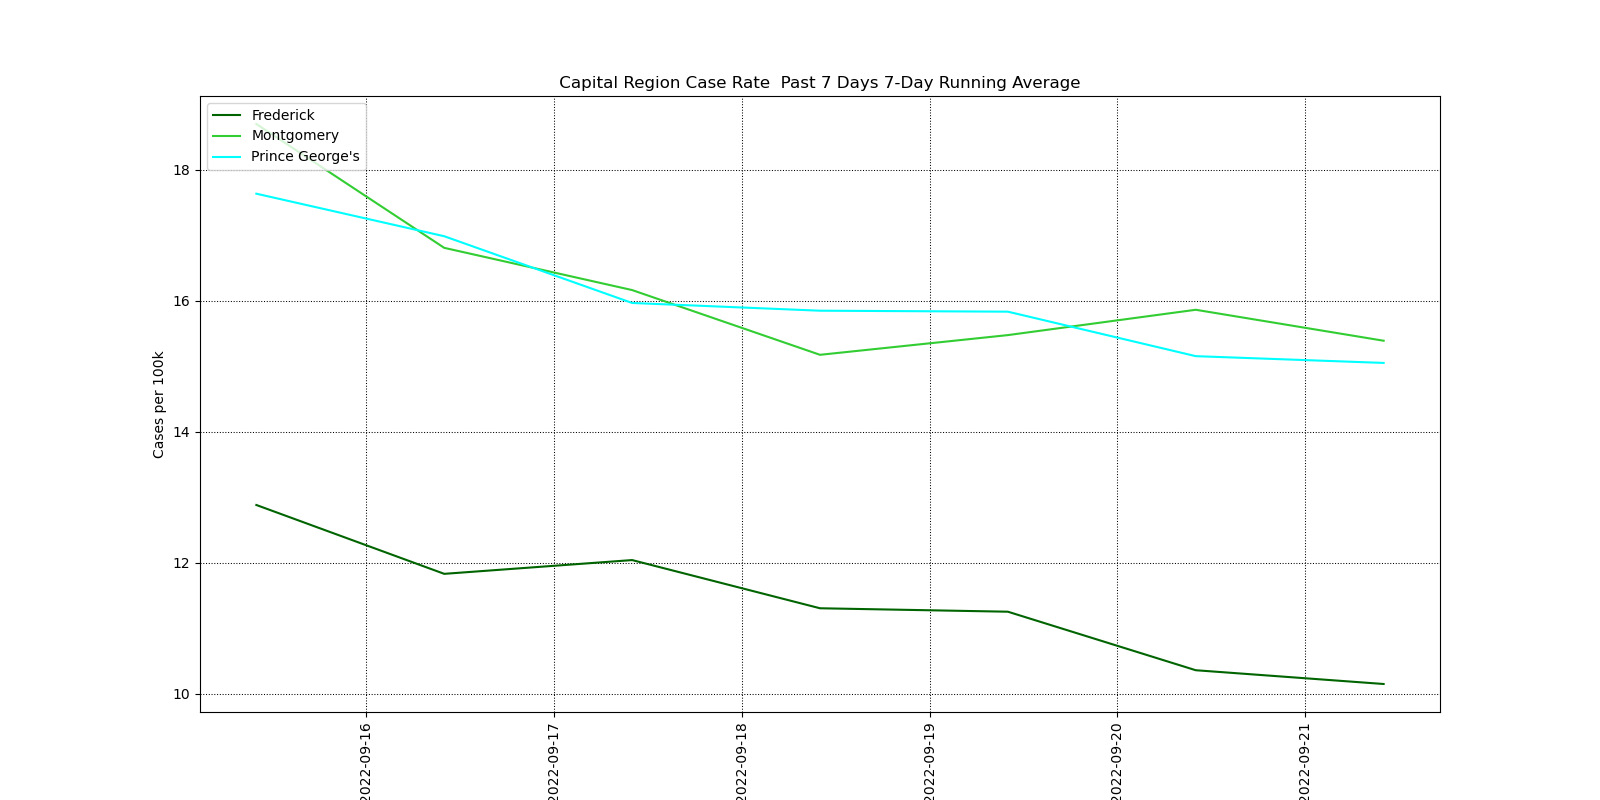 Capital Region Case Rate  Past 7 Days 7-Day Running Average
Frederick
Montgomery
Prince George's
Cases per 100k
18
16
14
12
10
2022-09-16
2022-09-17
2022-09-18
2022-09-19
2022-09-20
2022-09-21